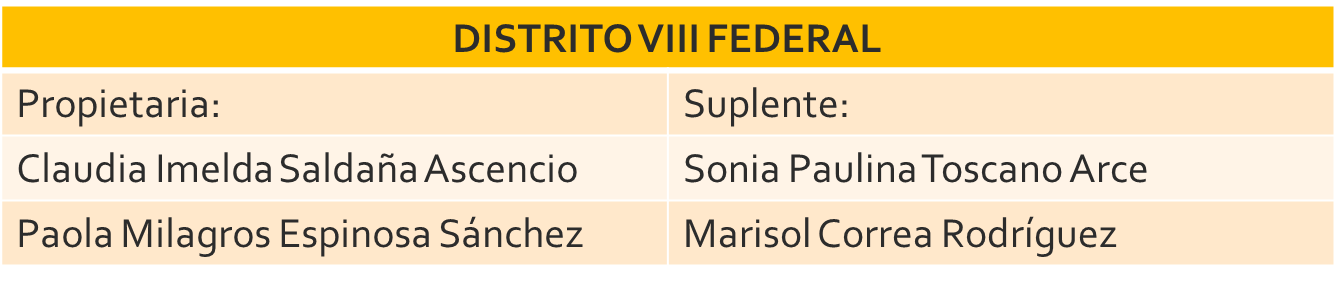 DISTRITO VIII FEDERAL
Propietaria: Suplente:
Claudia Imelda Saldaña Ascencio Sonia Paulina Toscano Arce
Paola Milagros Espinosa Sánchez Marisol Correa Rodríguez